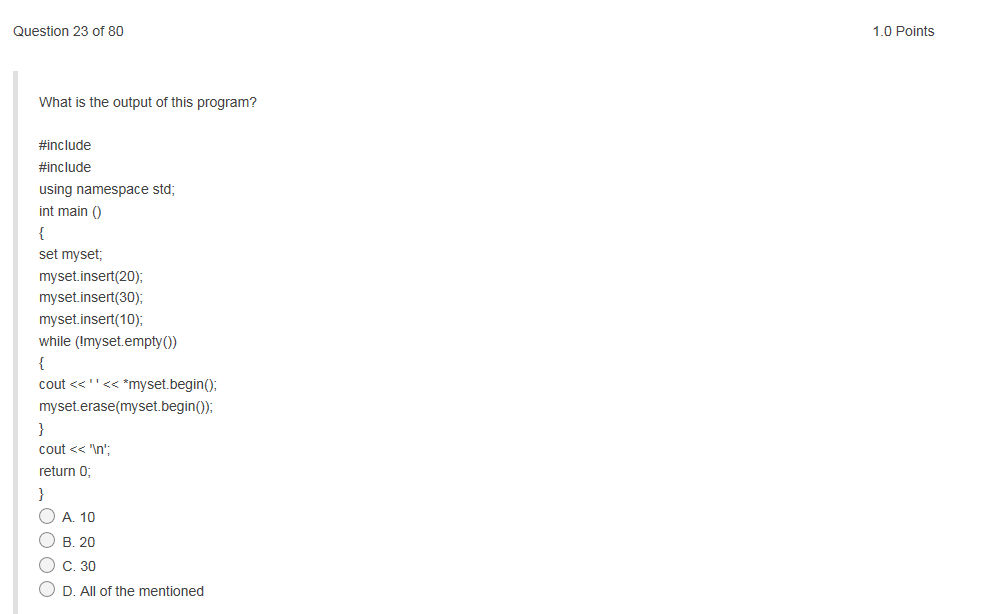 Question 23 of 80
1.0 Points
What is the output of this program?
#include
#include
using namespace std;
int main ()
{
set myset;
myset.insert(20);
myset.insert(30);
myset.insert(10);
while (!myset.empty())
{
cout << ' ' << *myset.begin();
myset.erase(myset.begin());
}
cout << '\n';
return 0;
}
A. 10
B. 20
C. 30
D. All of the mentioned